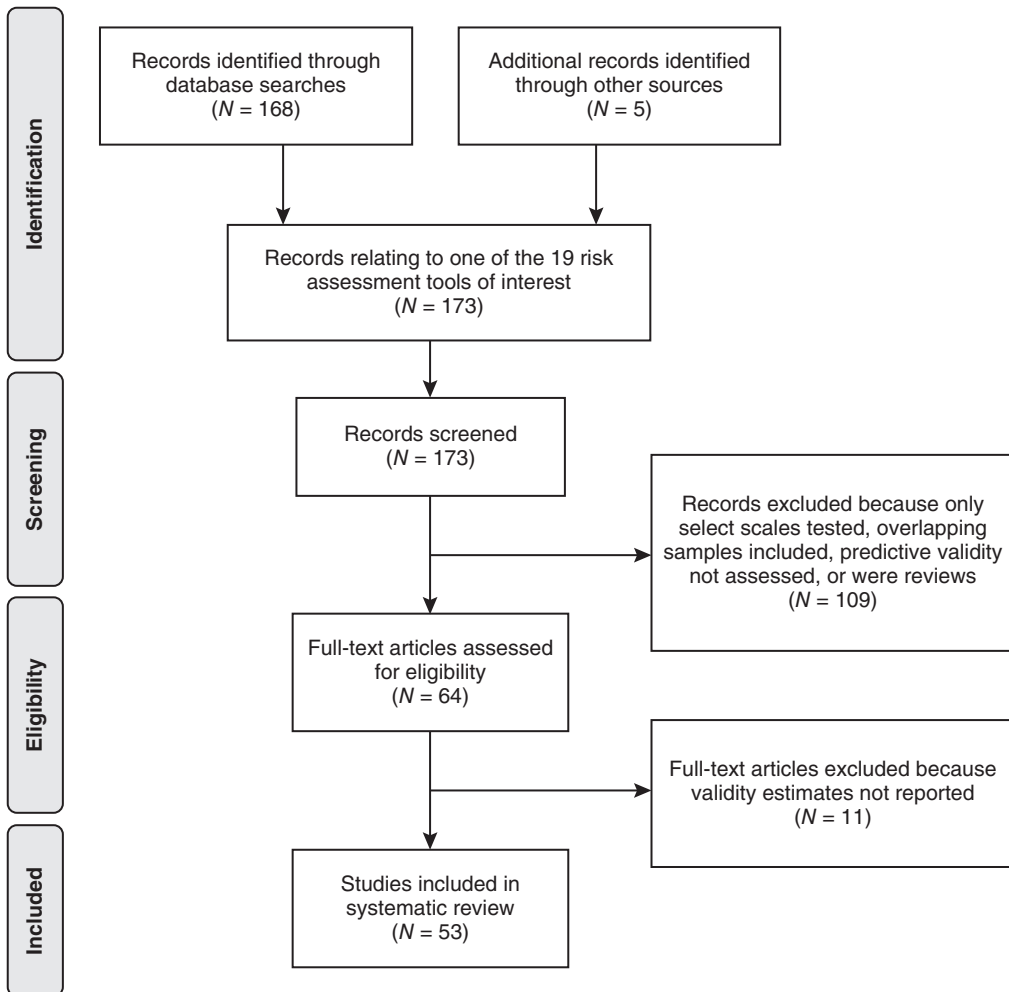 Identification
Records identified through
database searches
(N = 168)
Additional records identified
through other sources
(N = 5)
Records relating to one of the 19 risk
assessment tools of interest
(N = 173)
Screening
Records screened
(N = 173)
Records excluded because only
select scales tested, overlapping
samples included, predictive validity
not assessed, or were reviews
(N = 109)
Eligibility
Full-text articles assessed
for eligibility
(N = 64)
Full-text articles excluded because
validity estimates not reported
(N = 11)
Included
Studies included in
systematic review
(N = 53)